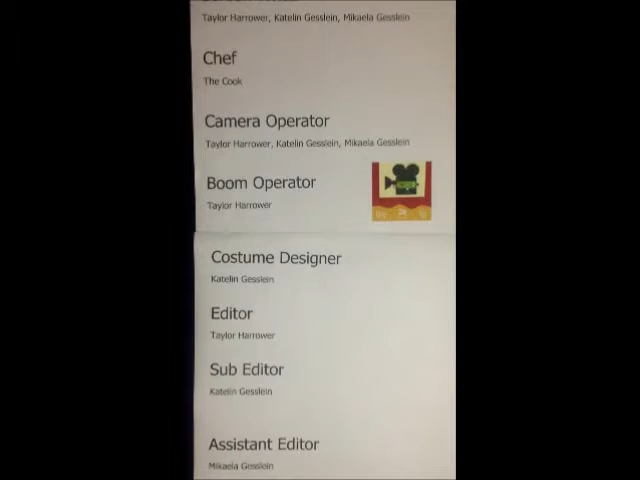 Taylor Harrower, Katelin Gesslein, Mikaela Gesslein
Chef
The Cook
Camera Operator
Taylor Harrower, Katelin Gesslein, Mikaela Gesslein
Boom Operator
Taylor Harrower
Costume Designer
Katelin Gesslein
Editor
Taylor Harrower
Sub Editor
Katelin Gesslein
Assistant Editor
Mikaela Gesslein